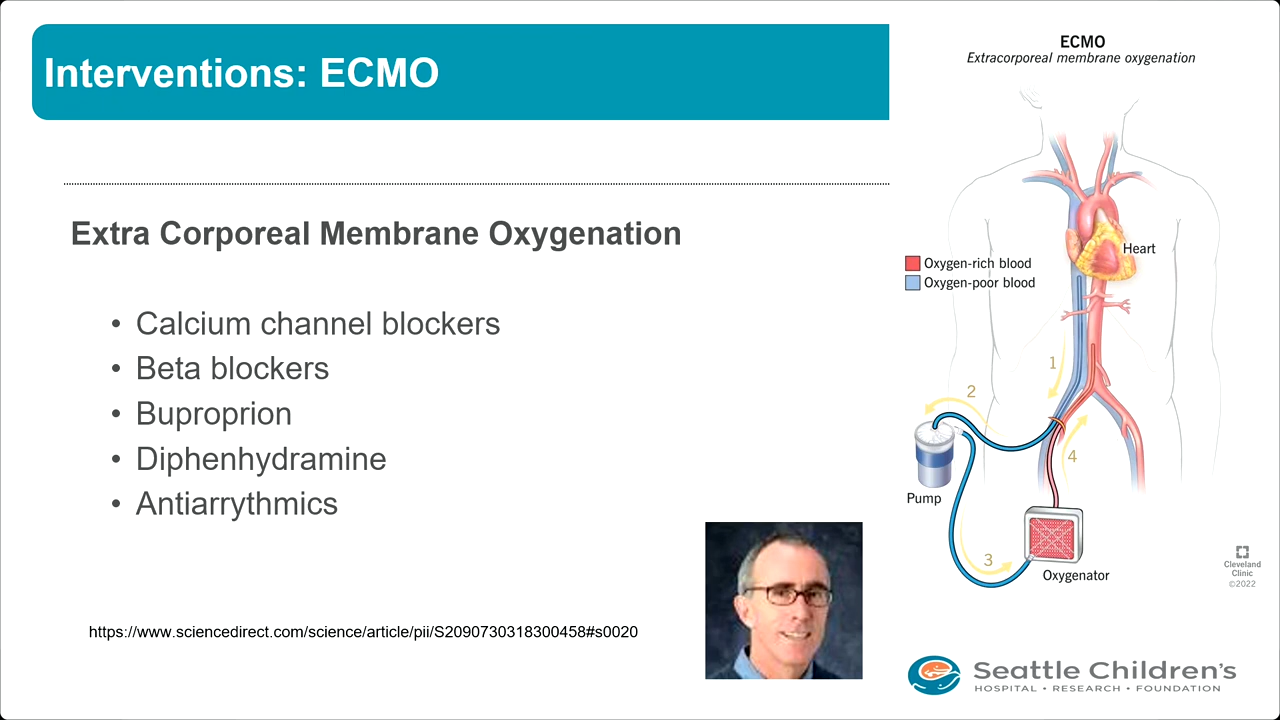 Interventions: ECMO
Extra Corporeal Membrane Oxygenation
• Calcium channel blockers
• Beta blockers
• Buproprion
• Diphenhydramine
• Antiarrythmics
https://www.sciencedirect.com/science/article/pii/S2090730318300458#s0020
ECMO
Extracorporeal membrane oxygenation
Heart
Oxygen-rich blood
Oxygen-poor blood
1
2
4
Pump
3
Oxygenator
Cleveland
Clinic
©2022
Seattle Children's
HOSPITAL • RESEARCH • FOUNDATION